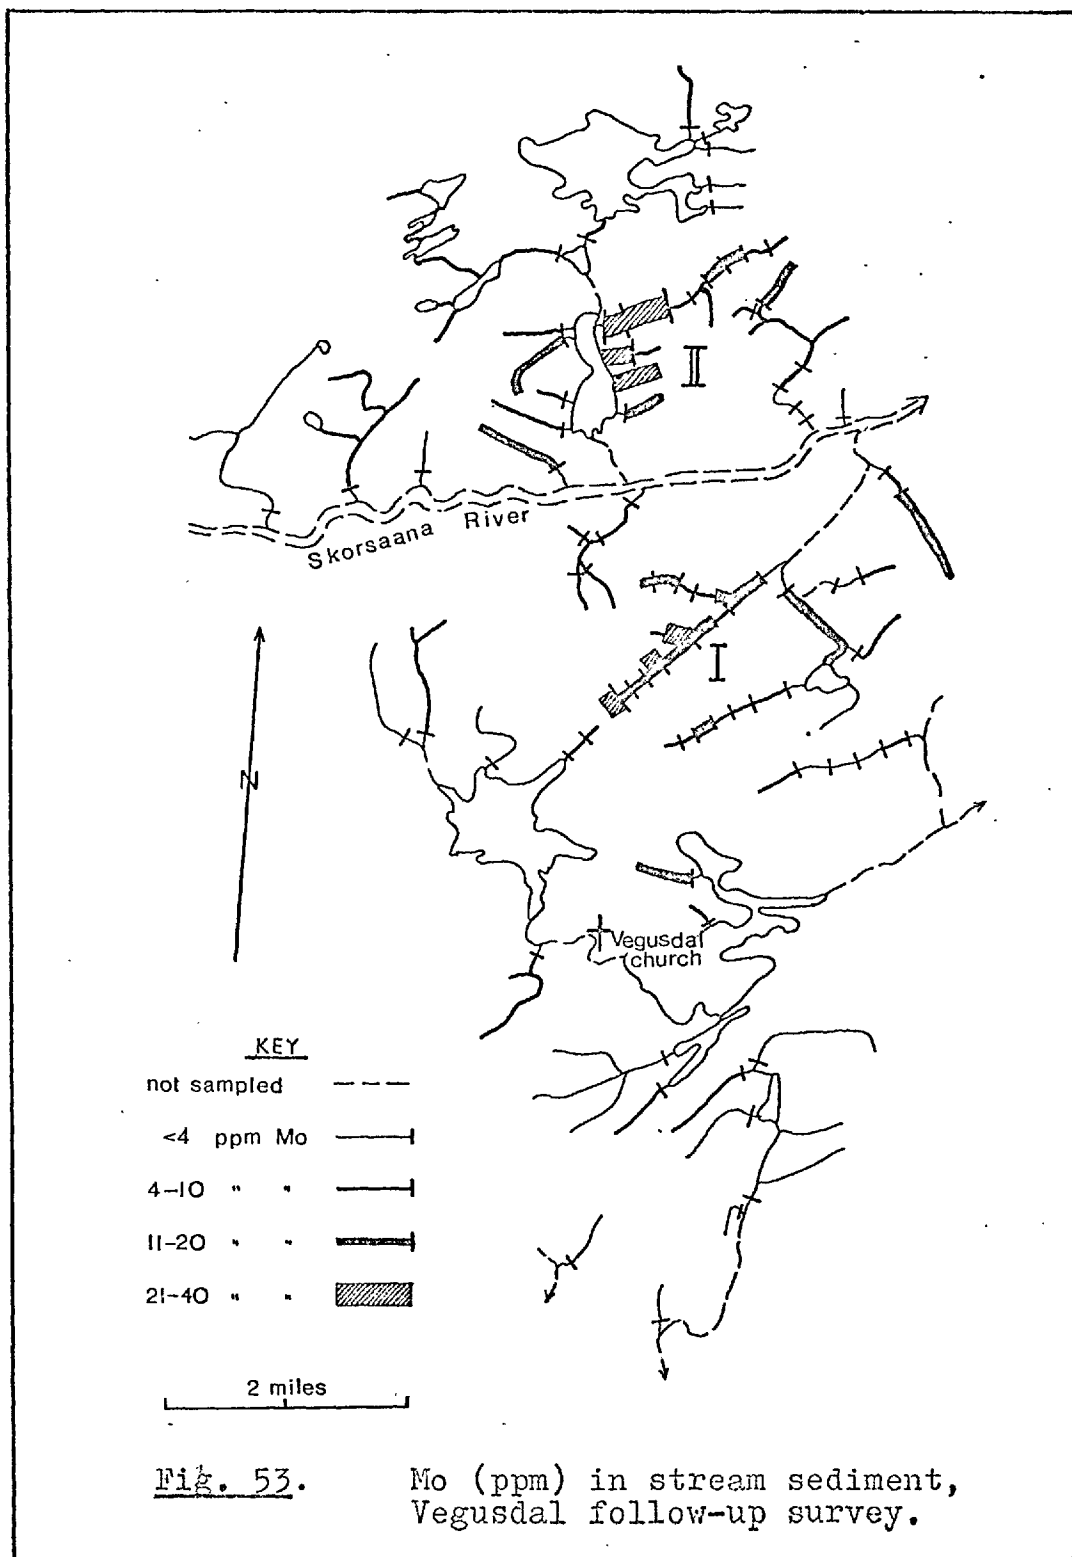 II
Skorsaana River
I
N
Vegusdal
church
KEY
not sampled
<4 ppm Mo
4-10 " "
11-20 " "
21-40 " "
2 miles
Fig. 53. Mo (ppm) in stream sediment,
Vegusdal follow-up survey.